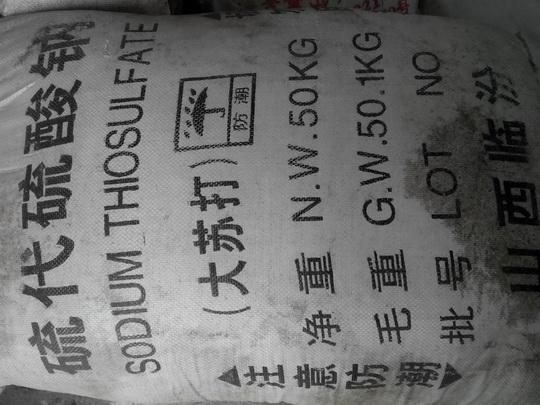 硫代硫酸钠
SODIUM THIOSULFATE
(大苏打)
防潮
净重 N.W.50KG
毛重 G.W.50.1KG
批号 LOT NO
山西临汾
注意防潮